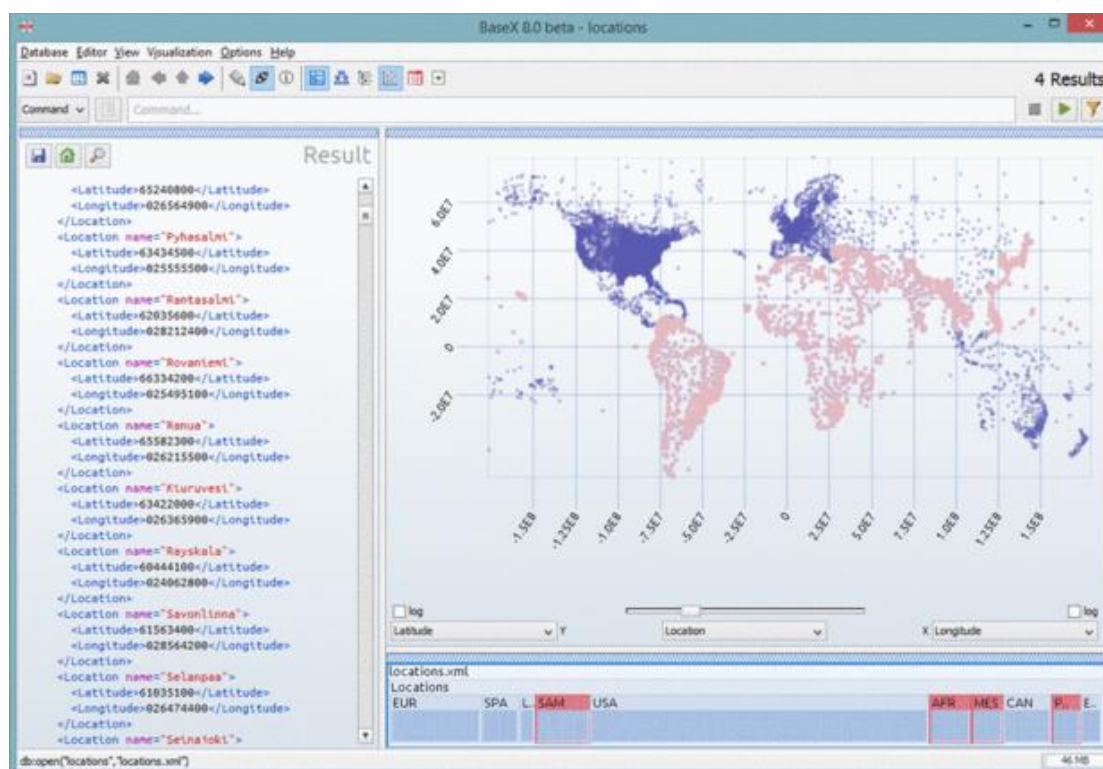 BaseX 8.0 beta - locations
Database Editor View Visualization Options Help
4 Results
Command
Command...
Result
<Latitude>65240800</Latitude>
<Longitude>026564900</Longitude>
</Location>
<Location name="Pyhasalmi">
<Latitude>63434500</Latitude>
<Longitude>025555500</Longitude>
</Location>
<Location name="Rantasalmi">
<Latitude>62035600</Latitude>
<Longitude>028212400</Longitude>
</Location>
<Location name="Rovaniemi">
<Latitude>66334200</Latitude>
<Longitude>025495100</Longitude>
</Location>
<Location name="Ranua">
<Latitude>65582300</Latitude>
<Longitude>026215500</Longitude>
</Location>
<Location name="Kiuruvesi">
<Latitude>63422000</Latitude>
<Longitude>026365900</Longitude>
</Location>
<Location name="Rayskala">
<Latitude>60444100</Latitude>
<Longitude>024062800</Longitude>
</Location>
<Location name="Savonlinna">
<Latitude>61563400</Latitude>
<Longitude>028564200</Longitude>
</Location>
<Location name="Selanpaa">
<Latitude>61035100</Latitude>
<Longitude>026474400</Longitude>
</Location>
<Location name="Seinajoki">
6.0E7
4.0E7
2.0E7
0
-2.0E7
-1.5E8 -1.25E8 -1.0E8 -7.5E7 -5.0E7 -2.5E7 0 2.5E7 5.0E7 7.5E7 1.0E8 1.25E8 1.5E8
log log
Latitude Y Location X Longitude
locations.xml
Locations
EUR SPA L.. SAM USA AFR MES CAN P.. E..
db:open("locations","locations.xml")
46 MB